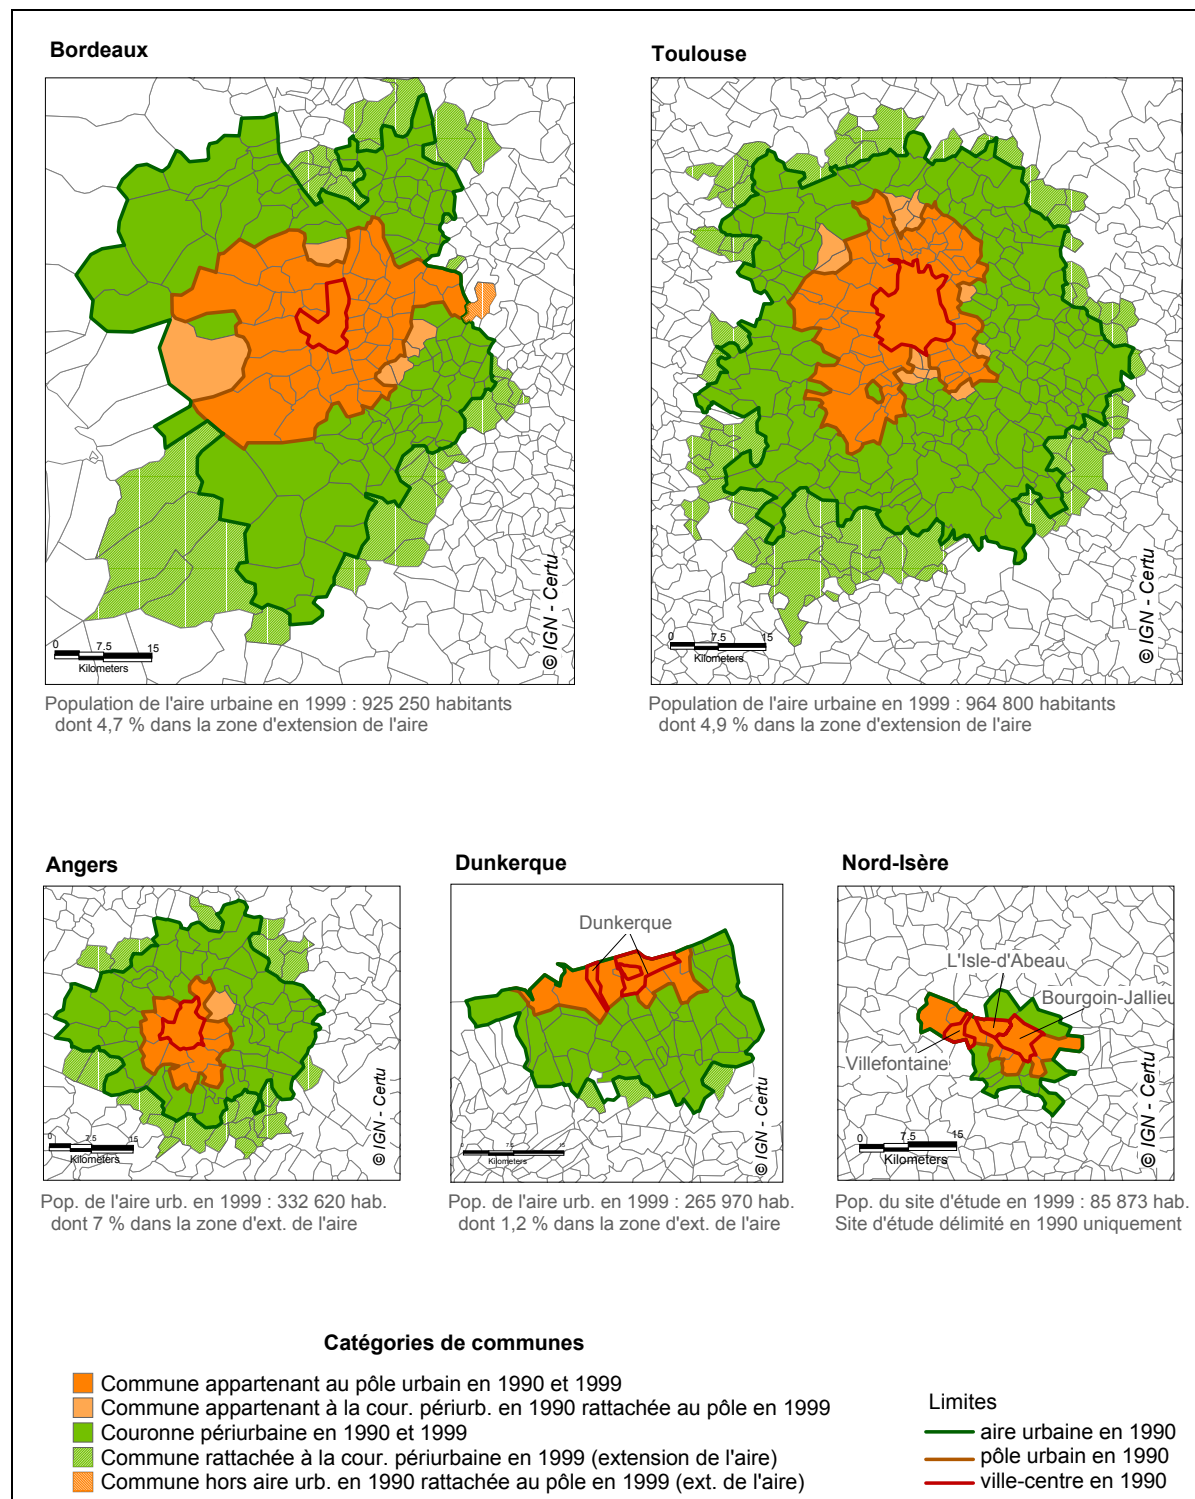 Bordeaux
Toulouse
0 7.5 15
Kilometers
© IGN - Certu
0 7.5 15
Kilometers
© IGN - Certu
Population de l'aire urbaine en 1999 : 925 250 habitants
dont 4,7 % dans la zone d'extension de l'aire
Population de l'aire urbaine en 1999 : 964 800 habitants
dont 4,9 % dans la zone d'extension de l'aire
Angers
Dunkerque
Nord-Isère
0 7.5 15
Kilometers
© IGN - Certu
Dunkerque
0 7.5 15
Kilometers
© IGN - Certu
L'Isle-d'Abeau
Bourgoin-Jallieu
Villefontaine
0 7.5 15
Kilometers
© IGN - Certu
Pop. de l'aire urb. en 1999 : 332 620 hab.
dont 7 % dans la zone d'ext. de l'aire
Pop. de l'aire urb. en 1999 : 265 970 hab.
dont 1,2 % dans la zone d'ext. de l'aire
Pop. du site d'étude en 1999 : 85 873 hab.
Site d'étude délimité en 1990 uniquement
Catégories de communes
Commune appartenant au pôle urbain en 1990 et 1999
Commune appartenant à la cour. périurb. en 1990 rattachée au pôle en 1999
Couronne périurbaine en 1990 et 1999
Commune rattachée à la cour. périurbaine en 1999 (extension de l'aire)
Commune hors aire urb. en 1990 rattachée au pôle en 1999 (ext. de l'aire)
Limites
aire urbaine en 1990
pôle urbain en 1990
ville-centre en 1990